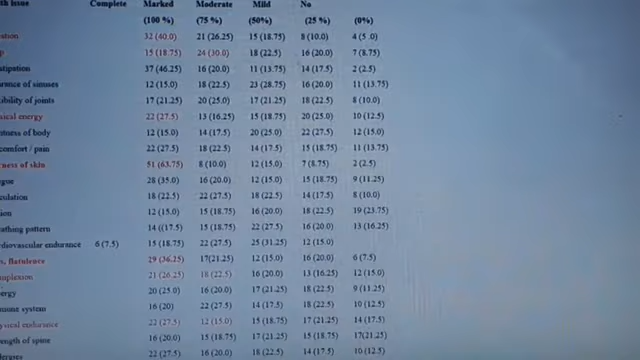 th issue Complete Marked Moderate Mild No
(100 %) (75 %) (50%) (25 %) (0%)
32 (40.0) 21 (26.25) 15 (18.75) 8 (10.0) 4 (5.0)
15 (18.75) 24 (30.0) 18 (22.5) 16 (20.0) 7 (8.75)
stipation 37 (46.25) 16 (20.0) 11 (13.75) 14 (17.5) 2 (2.5)
rance of sinuses 12 (15.0) 18 (22.5) 23 (28.75) 16 (20.0) 11 (13.75)
ibility of joints 17 (21.25) 20 (25.0) 17 (21.25) 18 (22.5) 8 (10.0)
sical energy 22 (27.5) 13 (16.25) 15 (18.75) 20 (25.0) 10 (12.5)
htness of body 12 (15.0) 14 (17.5) 20 (25.0) 22 (27.5) 12 (15.0)
comfort / pain 22 (27.5) 18 (22.5) 14 (17.5) 15 (18.75) 11 (13.75)
ness of skin 51 (63.75) 8 (10.0) 12 (15.0) 7 (8.75) 2 (2.5)
gue 28 (35.0) 16 (20.0) 12 (15.0) 15 (18.75) 9 (11.25)
culation 18 (22.5) 22 (27.5) 18 (22.5) 14 (17.5) 8 (10.0)
ion 12 (15.0) 15 (18.75) 16 (20.0) 18 (22.5) 19 (23.75)
athing pattern 14 ((17.5) 15 (18.75) 22 (27.5) 16 (20.0) 13 (16.25)
rdiovascular endurance 6 (7.5) 15 (18.75) 22 (27.5) 25 (31.25) 12 (15.0)
s, flatulence 29 (36.25) 17(21.25) 12 (15.0) 16 (20.0) 6 (7.5)
mplexion 21 (26.25) 18 (22.5) 16 (20.0) 13 (16.25) 12 (15.0)
ergy 20 (25.0) 16 (20.0) 17 (21.25) 18 (22.5) 9 (11.25)
mune system 16 (20) 22 (27.5) 14 (17.5) 18 (22.5) 10 (12.5)
ysical endurance 22 (27.5) 12 (15.0) 15 (18.75) 17 (21.25) 14 (17.5)
ength of spine 16 (20.0) 15 (18.75) 17 (21.25) 15 (18.75) 17(21.25)
22 (27.5) 16 (20.0) 18 (22.5) 14 (17.5) 10 (12.5)